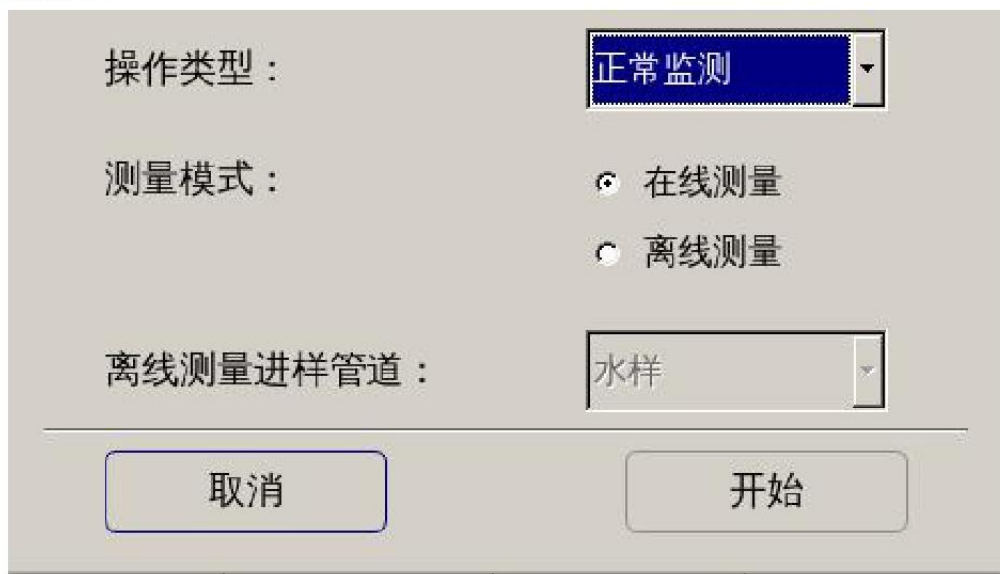 操作类型：
正常监测
测量模式：
在线测量
离线测量
离线测量进样管道：
水样
取消
开始